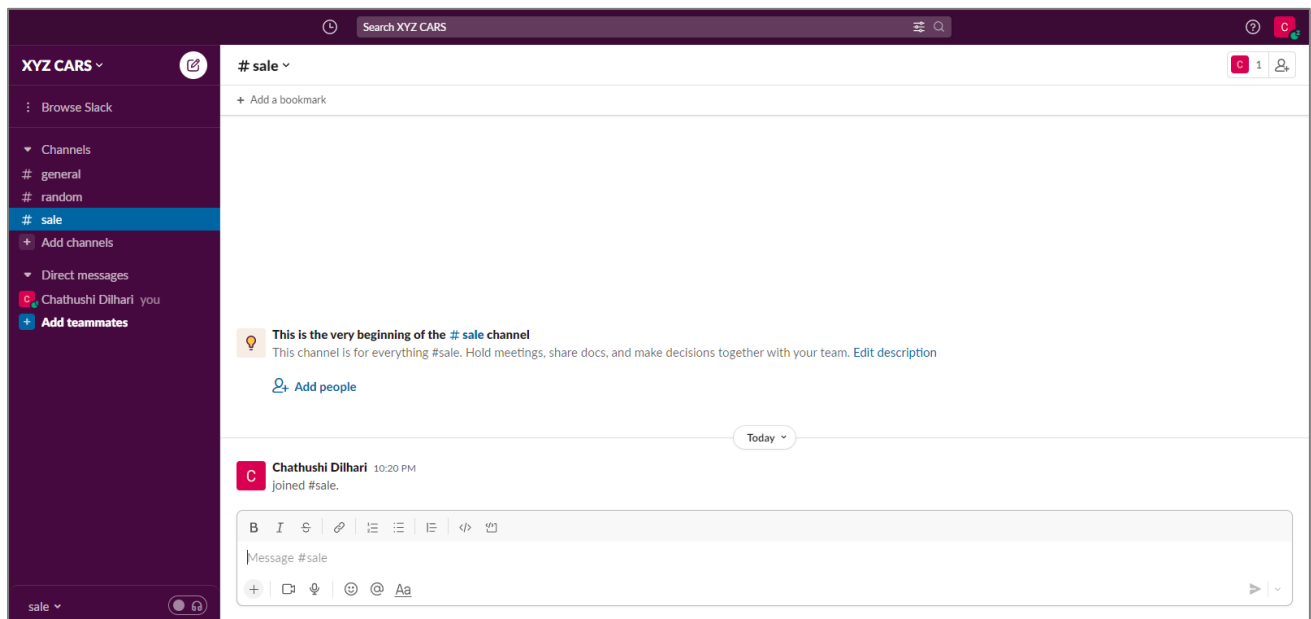 Search XYZ CARS
C
XYZ CARS
# sale
C 1
Browse Slack
+ Add a bookmark
Channels
# general
# random
# sale
+ Add channels
Direct messages
C Chathushi Dilhari you
+ Add teammates
This is the very beginning of the # sale channel
This channel is for everything #sale. Hold meetings, share docs, and make decisions together with your team. Edit description
Add people
Today
C
Chathushi Dilhari 10:20 PM
joined #sale.
B I S
Message #sale
+ @ Aa
sale